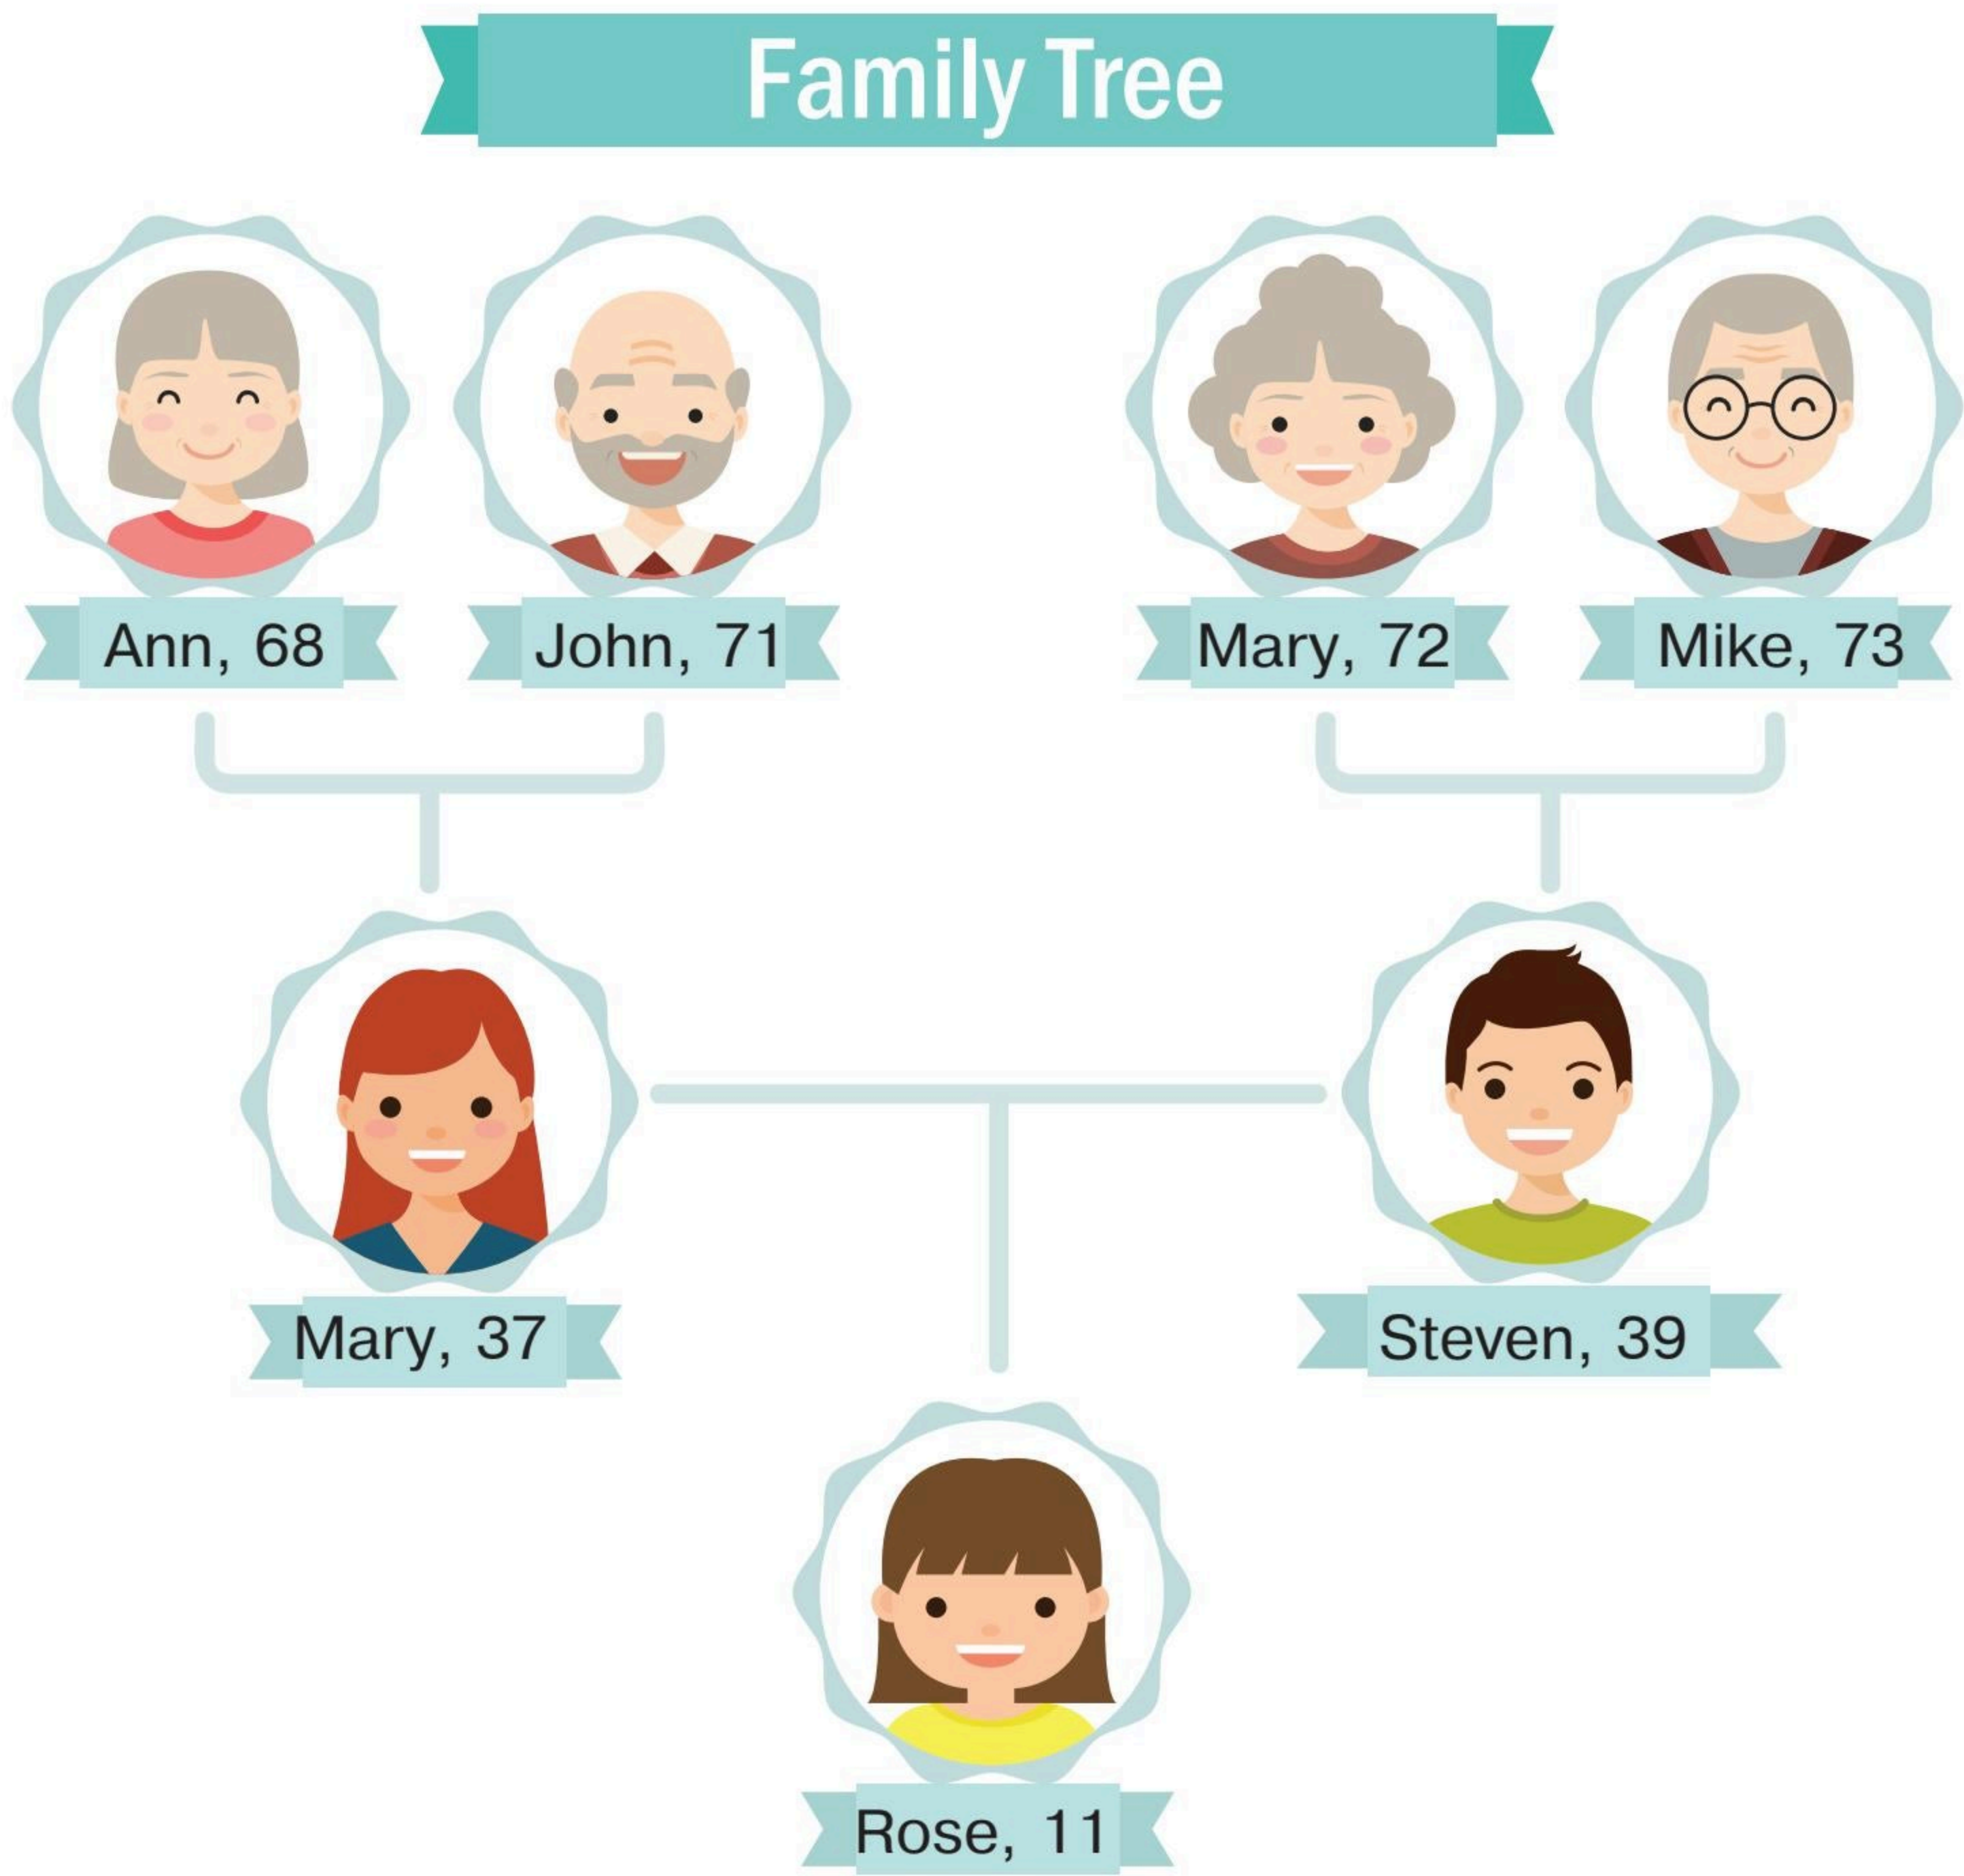 Family Tree
Ann, 68
John, 71
Mary, 72
Mike, 73
Mary, 37
Steven, 39
Rose, 11